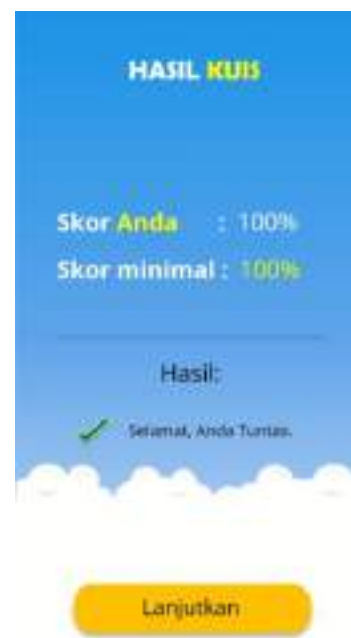 HASIL KUIS
Skor Anda : 100%
Skor minimal : 100%
Hasil:
Selamat, Anda Tuntas.
Lanjutkan